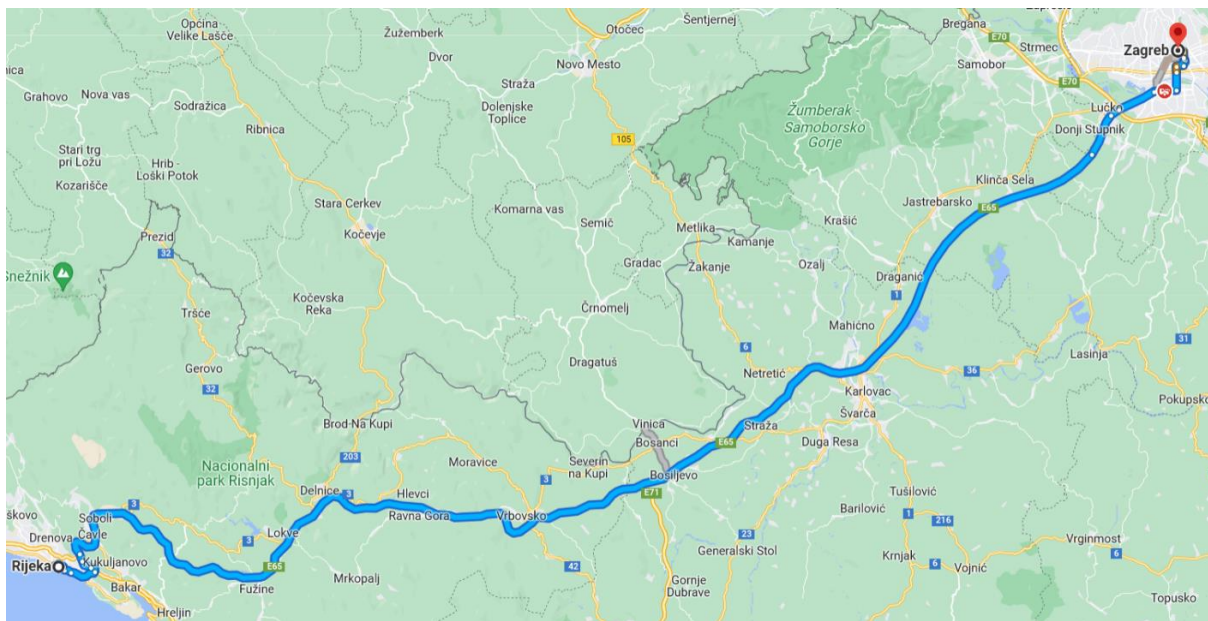 Općina
Velike Lašče
Žužemberk
Otočec
Šentjernej
Bregana
E70
Strmec
Samobor
Zagreb
Dvor
Novo Mesto
Straža
Dolenjske
Toplice
nica
Grahovo
Nova vas
Sodražica
Ribnica
E70
Lučko
Donji Stupnik
Žumberak -
Samoborsko
Gorje
105
Stari trg
pri Ložu
Hrib -
Loški Potok
Kozarišče
Klinča Sela
Jastrebarsko
E65
Stara Cerkev
Komarna vas
Semič
Metlika
Krašić
Kamanje
Prezid
32
Kočevje
Gradac
Žakanje
Ozalj
Draganić
1
Snežnik
Kočevska
Reka
Črnomelj
Tršće
Mahično
Dragatuš
6
Gerovo
32
Netretić
Lasinja
31
36
Karlovac
Pokupsko
Švarča
Brod Na Kupi
Vinica
Bosanci
Straža
E65
Duga Resa
203
Moravice
3
Severin
na Kupi
Bosiljevo
Nacionalni
park Risnjak
Delnice
3
Hlevci
E71
Tušilović
Ravna Gora
Vrbovsko
Barilović
1
216
3
škovo
Soboli
Drenova
Čavle
Lokve
3
23
Generalski Stol
Vrginmost
6
Krnjak
6
Vojnić
Rijeka
Kukuljanovo
Bakar
E65
Fužine
Mrkopalj
42
Gornje
Dubrave
Topusko
Hreljin